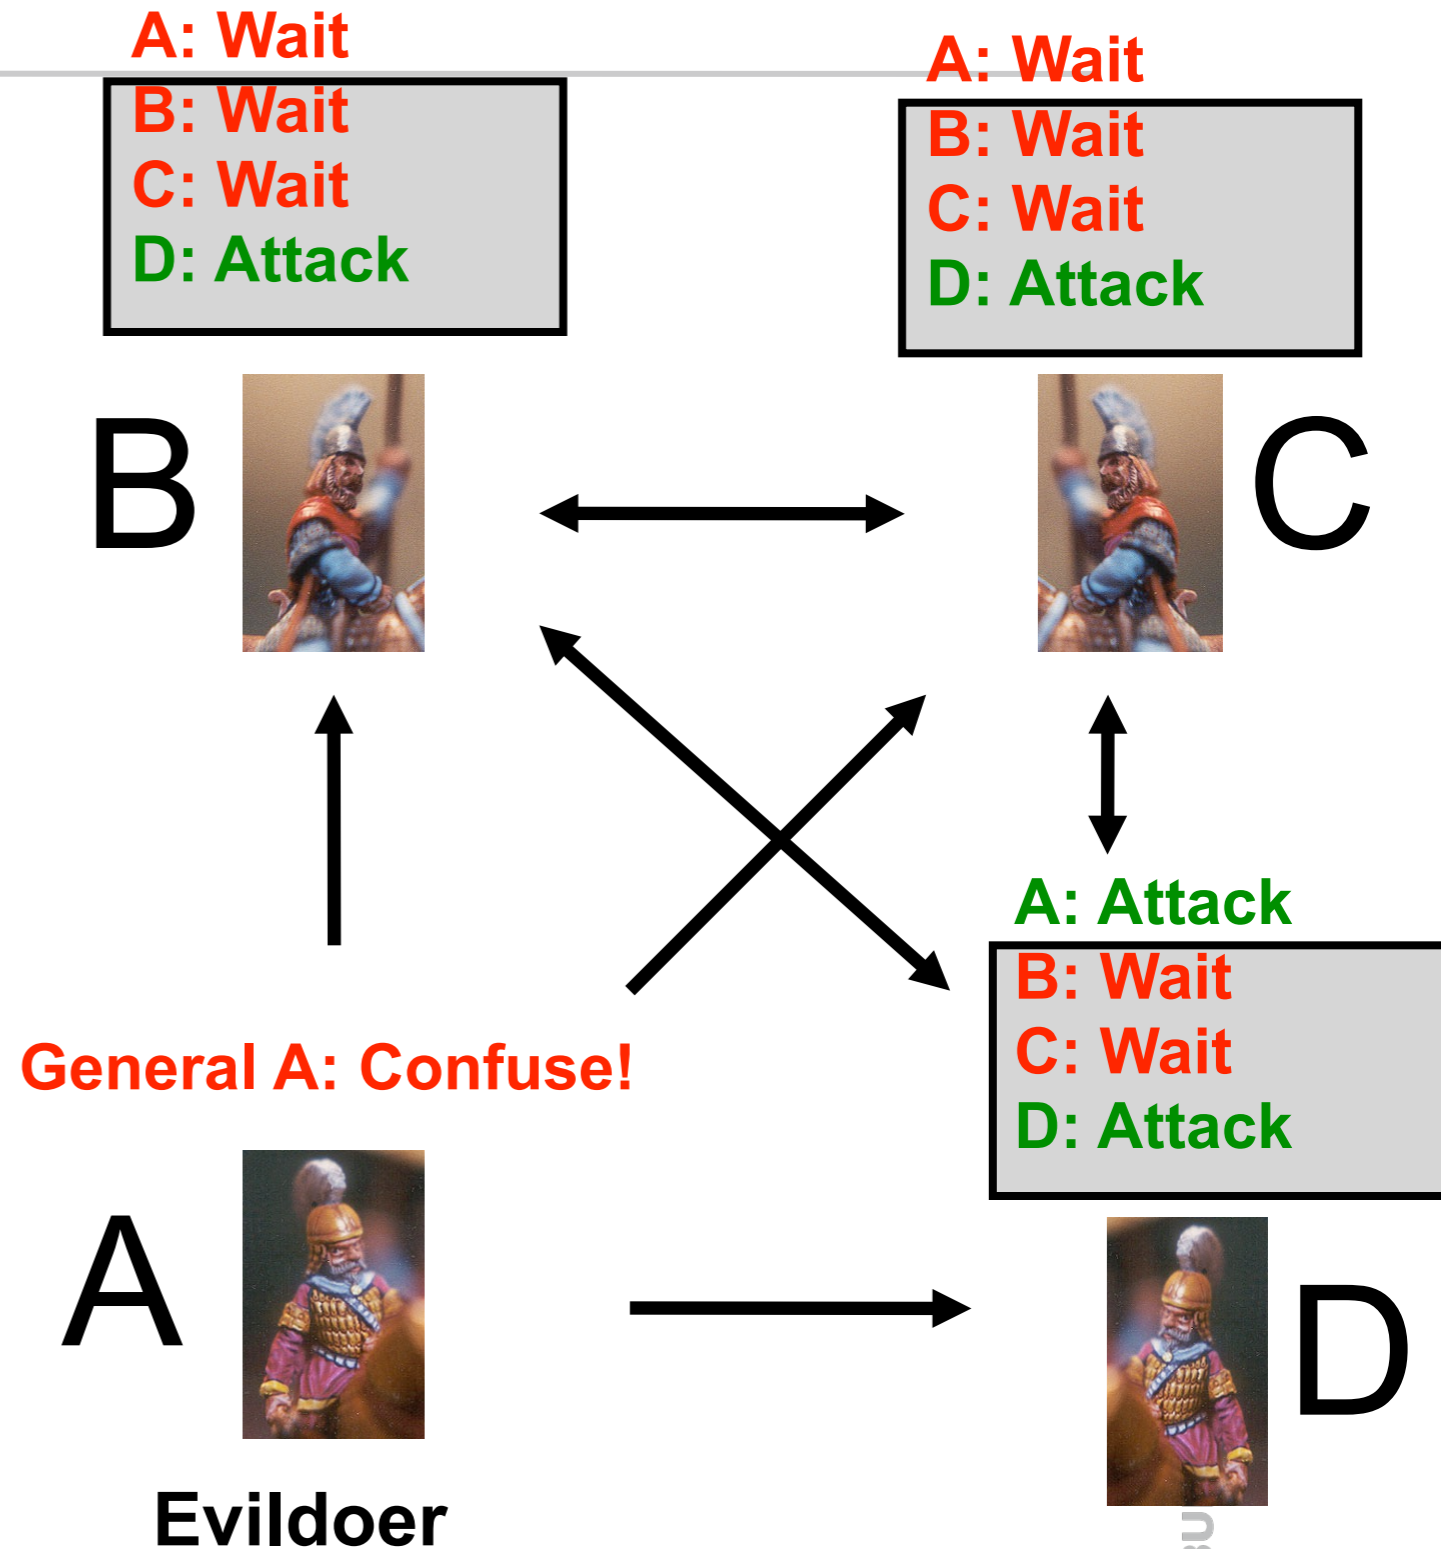 A: Wait
B: Wait
C: Wait
D: Attack
A: Wait
B: Wait
C: Wait
D: Attack
B
C
A: Attack
B: Wait
C: Wait
D: Attack
General A: Confuse!
A
D
Evildoer